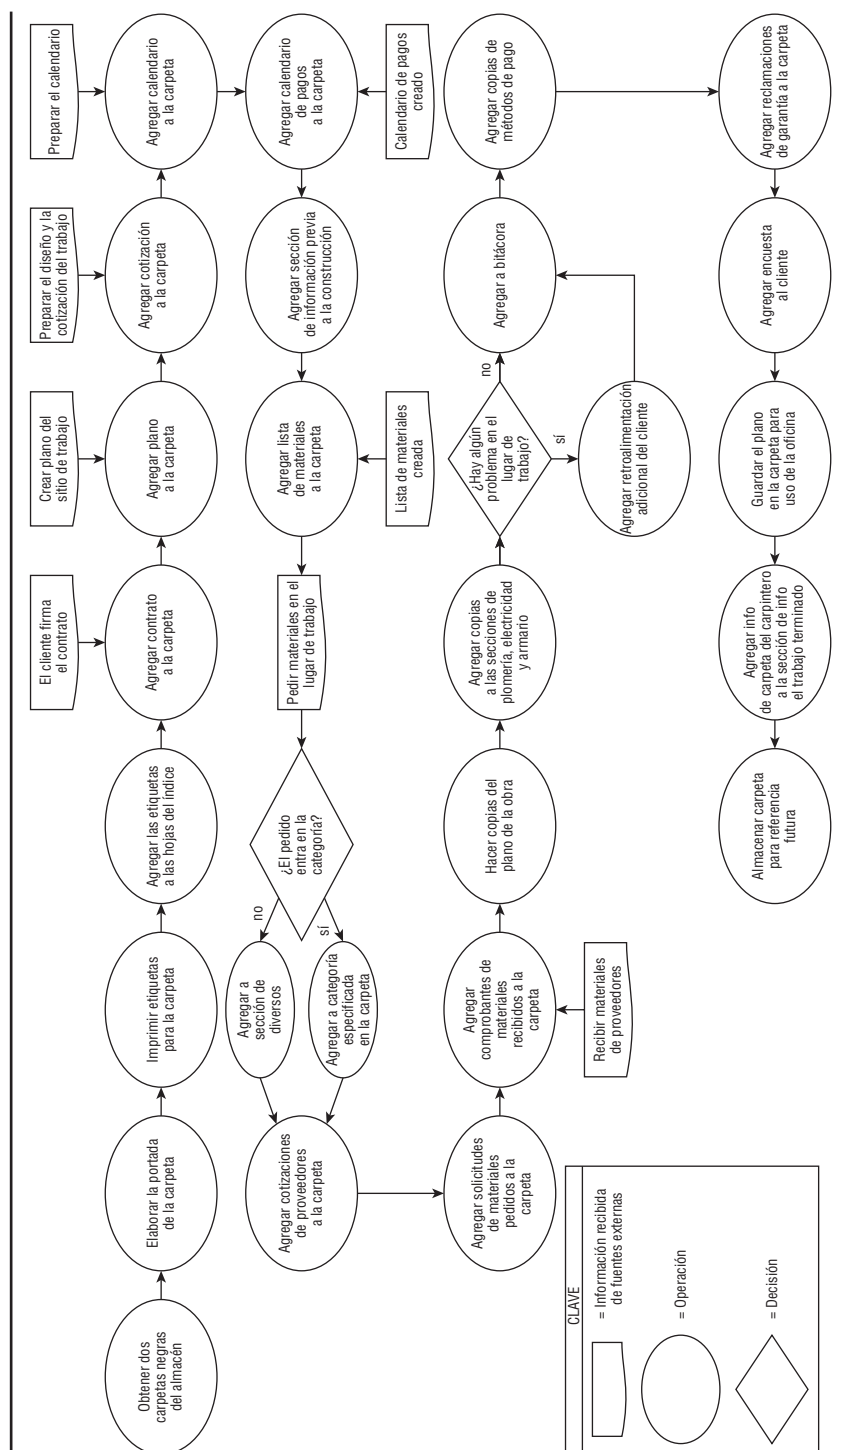 Obtener dos
carpetas negras
del almacén
Elaborar la portada
de la carpeta
Imprimir etiquetas
para la carpeta
Agregar las etiquetas
a las hojas del índice
El cliente firma
el contrato
Agregar contrato
a la carpeta
Crear plano del
sitio de trabajo
Agregar plano
a la carpeta
Preparar el diseño y la
cotización del trabajo
Agregar cotización
a la carpeta
Preparar el calendario
Agregar calendario
a la carpeta
Agregar calendario
de pagos
a la carpeta
Calendario de pagos
creado
Agregar sección
de información previa
a la construcción
Agregar lista
de materiales
a la carpeta
Lista de materiales
creada
Pedir materiales en el
lugar de trabajo
¿El pedido
entra en la
categoría?
no
sí
Agregar a
sección de
diversos
Agregar a categoría
especificada
en la carpeta
Agregar cotizaciones
de proveedores
a la carpeta
Agregar solicitudes
de materiales
pedidos a la
carpeta
Agregar
comprobantes de
materiales
recibidos a la
carpeta
Recibir materiales
de proveedores
Hacer copias del
plano de la obra
Agregar copias
a las secciones de
plomería, electricidad
y armario
¿Hay algún
problema en el
lugar de
trabajo?
no
sí
Agregar retroalimentación
adicional del cliente
Agregar a bitácora
Agregar copias de
métodos de pago
Agregar reclamaciones
de garantía a la carpeta
Agregar encuesta
al cliente
Guardar el plano
en la carpeta para
uso de la oficina
Agregar info
de carpeta del carpintero
a la sección de info
el trabajo terminado
Almacenar carpeta
para referencia
futura
CLAVE
= Información recibida
de fuentes externas
= Operación
= Decisión